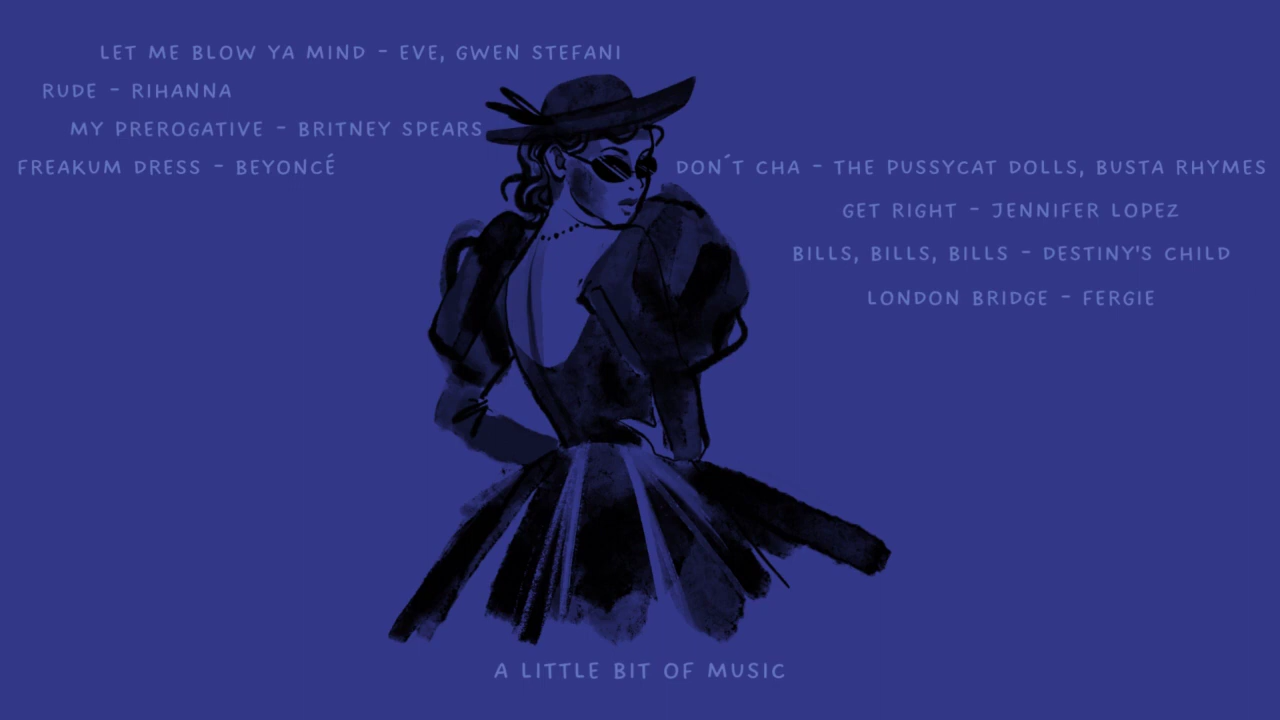 LET ME BLOW YA MIND - EVE, GWEN STEFANI
RUDE - RIHANNA
MY PREROGATIVE - BRITNEY SPEARS
FREAKUM DRESS - BEYONCÉ
DON´T CHA - THE PUSSYCAT DOLLS, BUSTA RHYMES
GET RIGHT - JENNIFER LOPEZ
BILLS, BILLS, BILLS - DESTINY'S CHILD
LONDON BRIDGE - FERGIE
A LITTLE BIT OF MUSIC